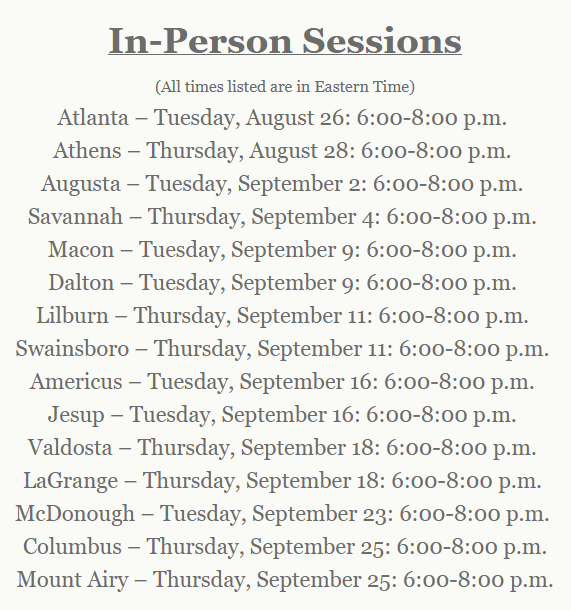 In-Person Sessions
(All times listed are in Eastern Time)
Atlanta – Tuesday, August 26: 6:00-8:00 p.m.
Athens – Thursday, August 28: 6:00-8:00 p.m.
Augusta – Tuesday, September 2: 6:00-8:00 p.m.
Savannah – Thursday, September 4: 6:00-8:00 p.m.
Macon – Tuesday, September 9: 6:00-8:00 p.m.
Dalton – Tuesday, September 9: 6:00-8:00 p.m.
Lilburn – Thursday, September 11: 6:00-8:00 p.m.
Swainsboro – Thursday, September 11: 6:00-8:00 p.m.
Americus – Tuesday, September 16: 6:00-8:00 p.m.
Jesup – Tuesday, September 16: 6:00-8:00 p.m.
Valdosta – Thursday, September 18: 6:00-8:00 p.m.
LaGrange – Thursday, September 18: 6:00-8:00 p.m.
McDonough – Tuesday, September 23: 6:00-8:00 p.m.
Columbus – Thursday, September 25: 6:00-8:00 p.m.
Mount Airy – Thursday, September 25: 6:00-8:00 p.m.